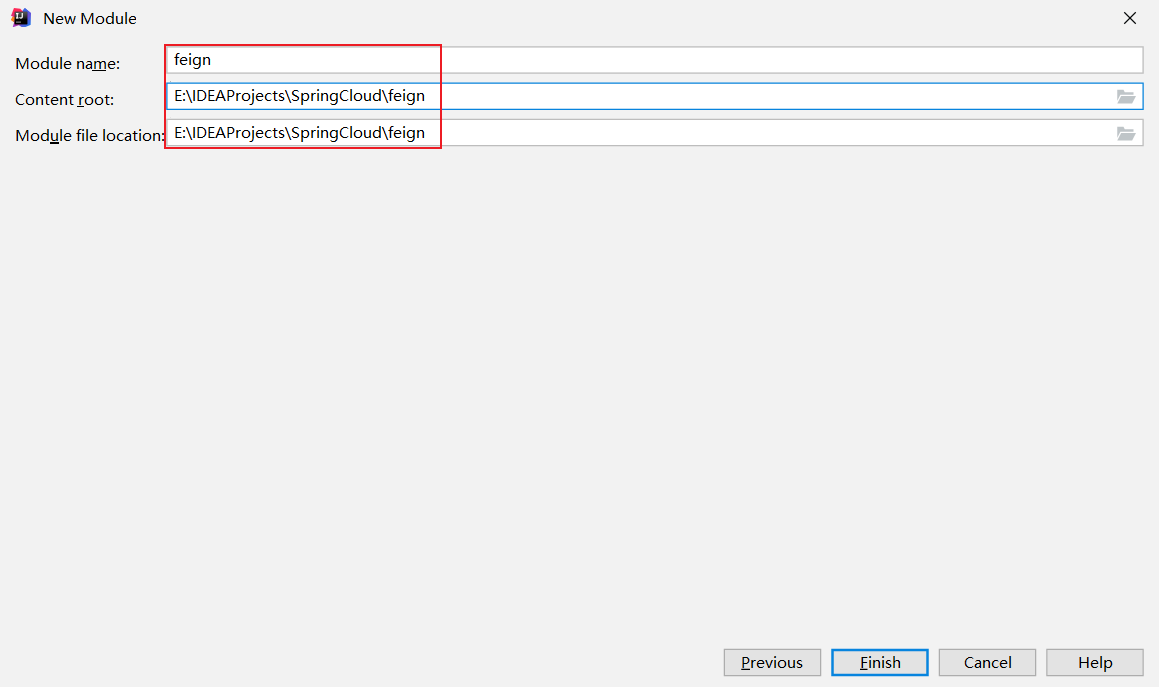 New Module
Module name: feign
Content root: E:\IDEAProjects\SpringCloud\feign
Module file location: E:\IDEAProjects\SpringCloud\feign
Previous Finish Cancel Help